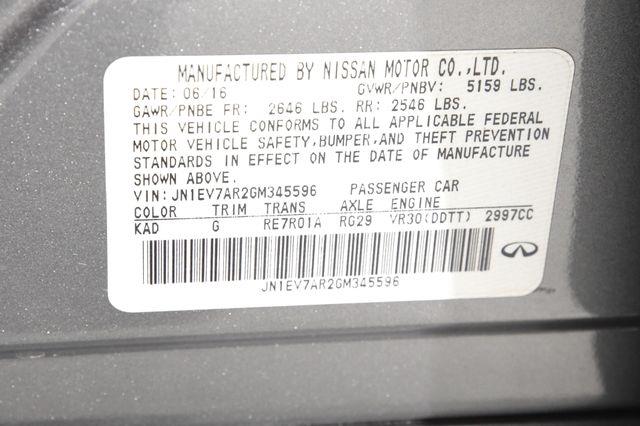 MANUFACTURED BY NISSAN MOTOR CO.,LTD.
DATE: 06/16 GVWR/PNBV: 5159 LBS.
GAWR/PNBE FR: 2646 LBS. RR: 2546 LBS.
THIS VEHICLE CONFORMS TO ALL APPLICABLE FEDERAL
MOTOR VEHICLE SAFETY,BUMPER,AND THEFT PREVENTION
STANDARDS IN EFFECT ON THE DATE OF MANUFACTURE
SHOWN ABOVE.
VIN: JN1EV7AR2GM345596 PASSENGER CAR
COLOR TRIM TRANS AXLE ENGINE
KAD G RE7R01A RG29 VR30(DDTT) 2997CC
JN1EV7AR2GM345596